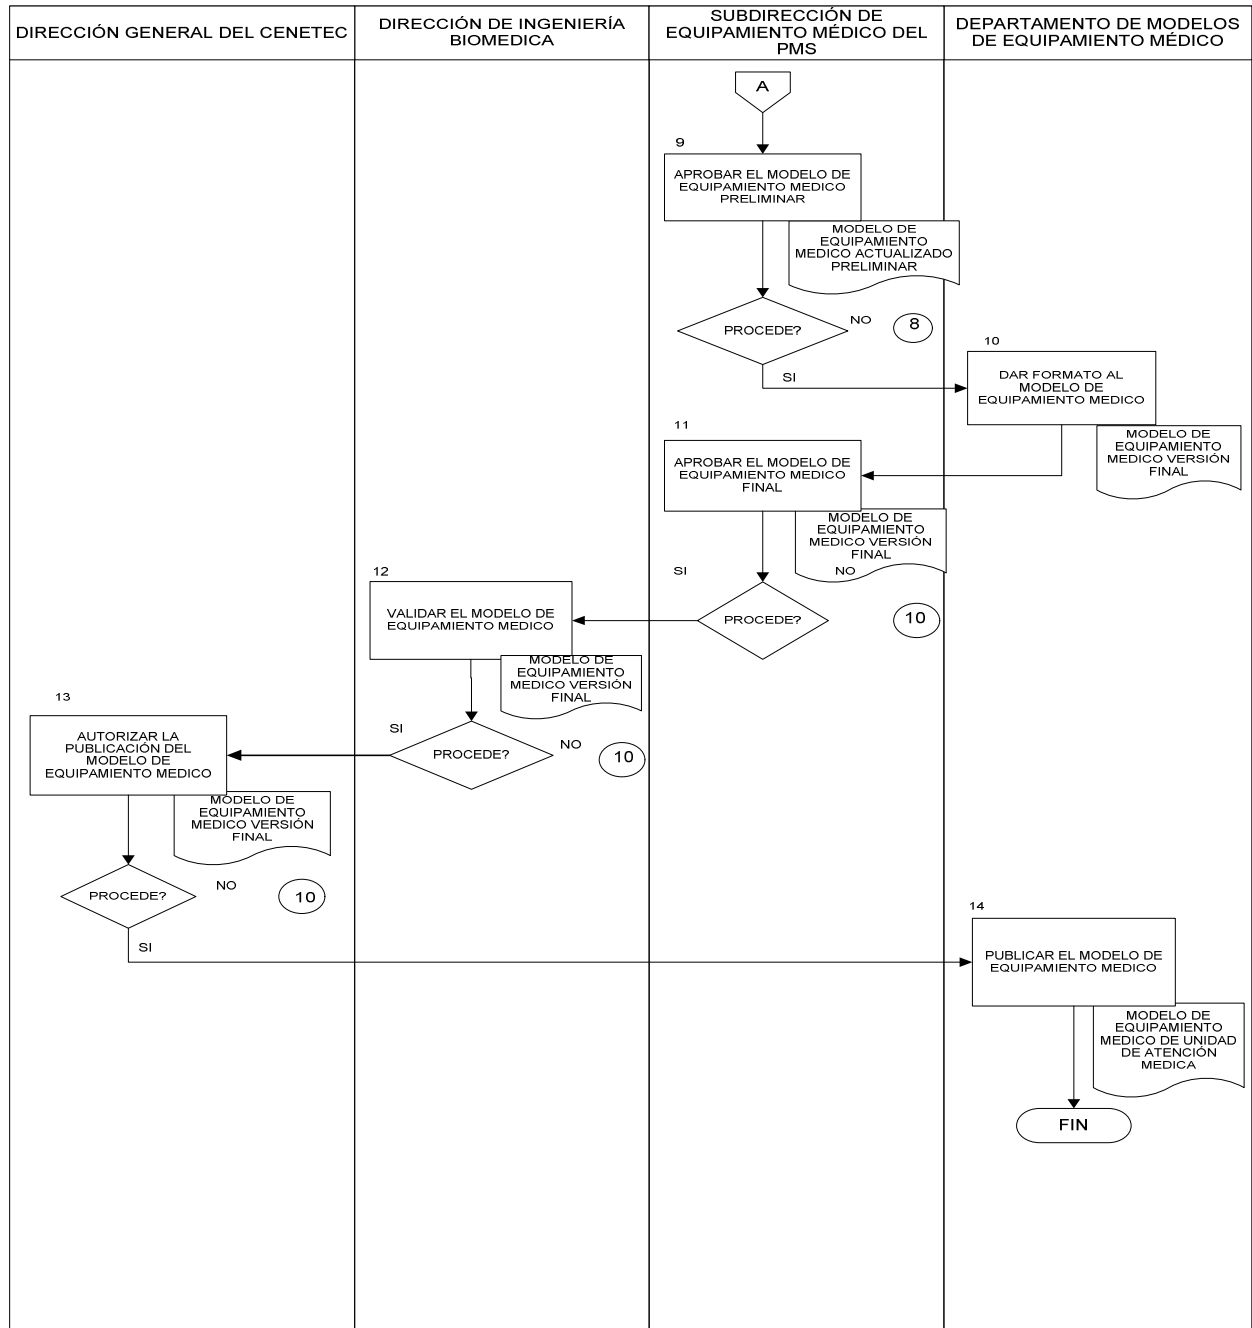 DIRECCIÓN GENERAL DEL CENETEC
DIRECCIÓN DE INGENIERÍA
BIOMEDICA
SUBDIRECCIÓN DE
EQUIPAMIENTO MÉDICO DEL
PMS
DEPARTAMENTO DE MODELOS
DE EQUIPAMIENTO MÉDICO
A
9
APROBAR EL MODELO DE
EQUIPAMIENTO MEDICO
PRELIMINAR
MODELO DE
EQUIPAMIENTO
MEDICO ACTUALIZADO
PRELIMINAR
PROCEDE?
NO
8
SI
10
DAR FORMATO AL
MODELO DE
EQUIPAMIENTO MEDICO
MODELO DE
EQUIPAMIENTO
MEDICO VERSIÓN
FINAL
11
APROBAR EL MODELO DE
EQUIPAMIENTO MEDICO
FINAL
MODELO DE
EQUIPAMIENTO
MEDICO VERSIÓN
FINAL
NO
SI
PROCEDE?
10
12
VALIDAR EL MODELO DE
EQUIPAMIENTO MEDICO
MODELO DE
EQUIPAMIENTO
MEDICO VERSIÓN
FINAL
SI
PROCEDE?
NO
10
13
AUTORIZAR LA
PUBLICACIÓN DEL
MODELO DE
EQUIPAMIENTO MEDICO
MODELO DE
EQUIPAMIENTO
MEDICO VERSIÓN
FINAL
PROCEDE?
NO
10
SI
14
PUBLICAR EL MODELO DE
EQUIPAMIENTO MEDICO
MODELO DE
EQUIPAMIENTO
MEDICO DE UNIDAD
DE ATENCIÓN
MEDICA
FIN